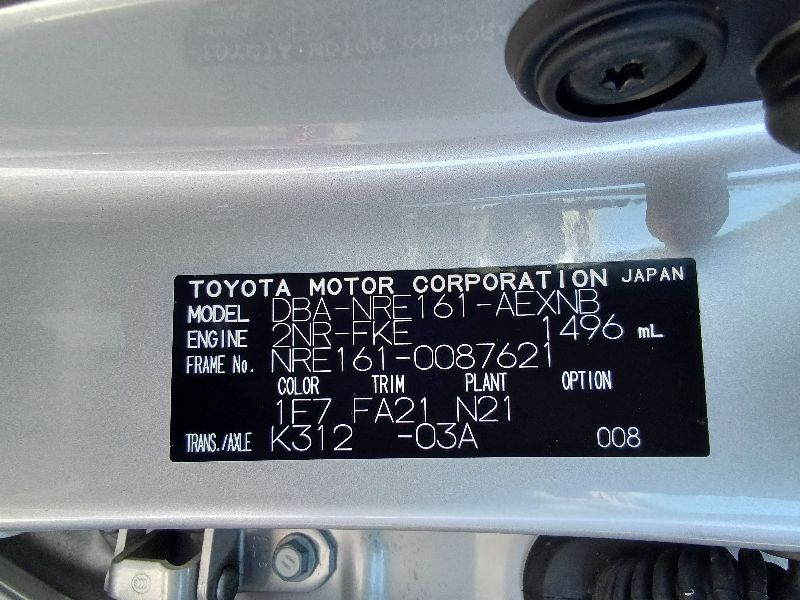 TOYOTA MOTOR CORPORATION JAPAN
MODEL DBA-NRE161-AEXNB
ENGINE 2NR-FKE 1496 mL
FRAME No. NRE161-0087621
COLOR TRIM PLANT OPTION
1E7 FA21 N21
TRANS./AXLE K312 -03A 008